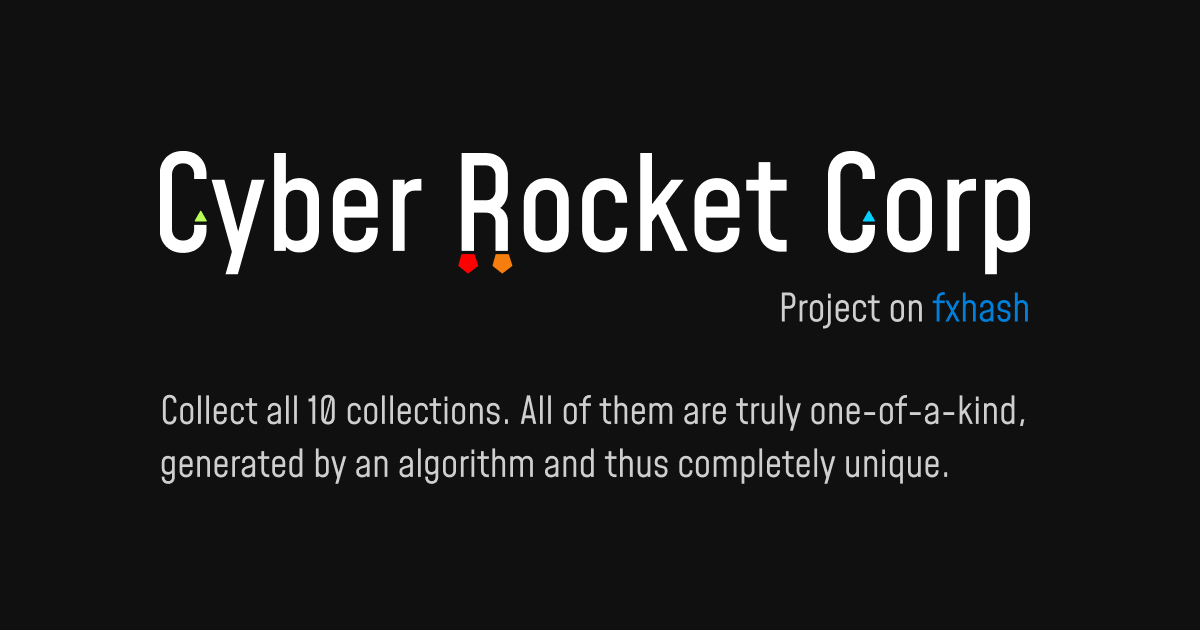 Cyber Rocket Corp
Project on fxhash
Collect all 10 collections. All of them are truly one-of-a-kind,
generated by an algorithm and thus completely unique.